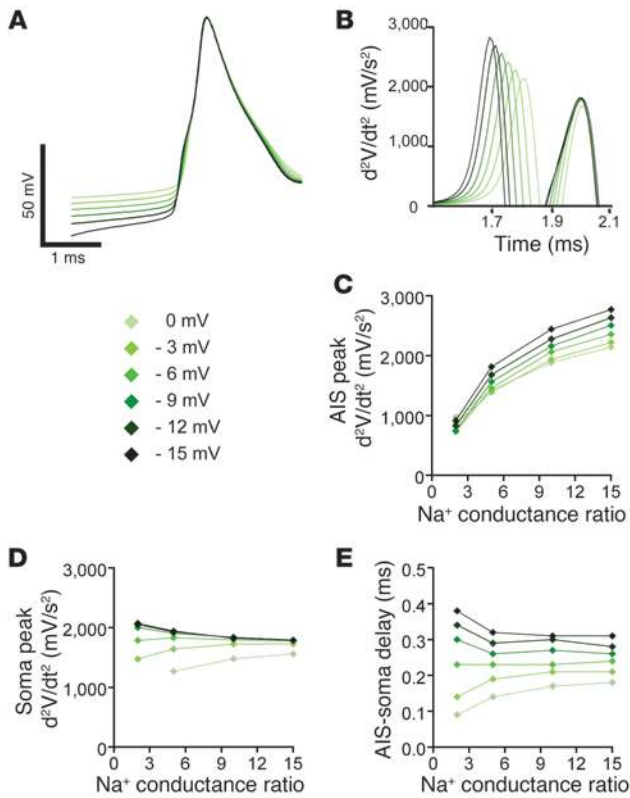 A
50 mV
1 ms
B
d²V/dt² (mV/s²)
3,000
2,000
1,000
0
1.7 1.9 2.1
Time (ms)
0 mV
- 3 mV
- 6 mV
- 9 mV
- 12 mV
- 15 mV
C
AIS peak
d²V/dt² (mV/s²)
3,000
2,000
1,000
0
0 3 6 9 12 15
Na⁺ conductance ratio
D
Soma peak
d²V/dt² (mV/s²)
3,000
2,000
1,000
0
0 3 6 9 12 15
Na⁺ conductance ratio
E
AIS-soma delay (ms)
0.5
0.4
0.3
0.2
0.1
0.0
0 3 6 9 12 15
Na⁺ conductance ratio